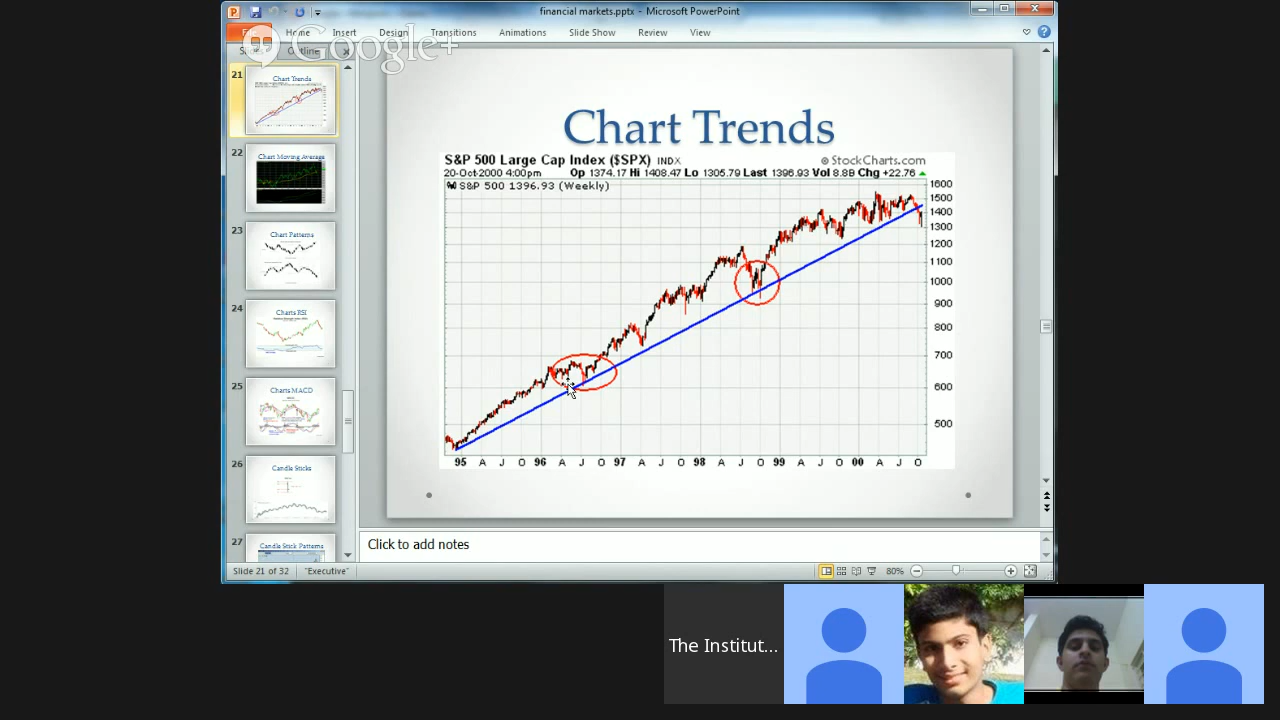 financial markets.pptx - Microsoft PowerPoint
File Home Insert Design Transitions Animations Slide Show Review View
Google+
Outline
21
Chart Trends
22
Chart Moving Average
23
Chart Patterns
24
Charts RSI
25
Charts MACD
26
Candle Sticks
27
Candle Stick Patterns
Chart Trends
S&P 500 Large Cap Index ($SPX) INDX
© StockCharts.com
20-Oct-2000 4:00pm Op 1374.17 Hi 1408.47 Lo 1305.79 Last 1396.93 Vol 8.8B Chg +22.76
S&P 500 1396.93 (Weekly)
1600
1500
1400
1300
1200
1100
1000
900
800
700
600
500
95 A J O 96 A J O 97 A J O 98 A J O 99 A J O 00 A J O
Click to add notes
Slide 21 of 32 "Executive" 80%
The Institut...